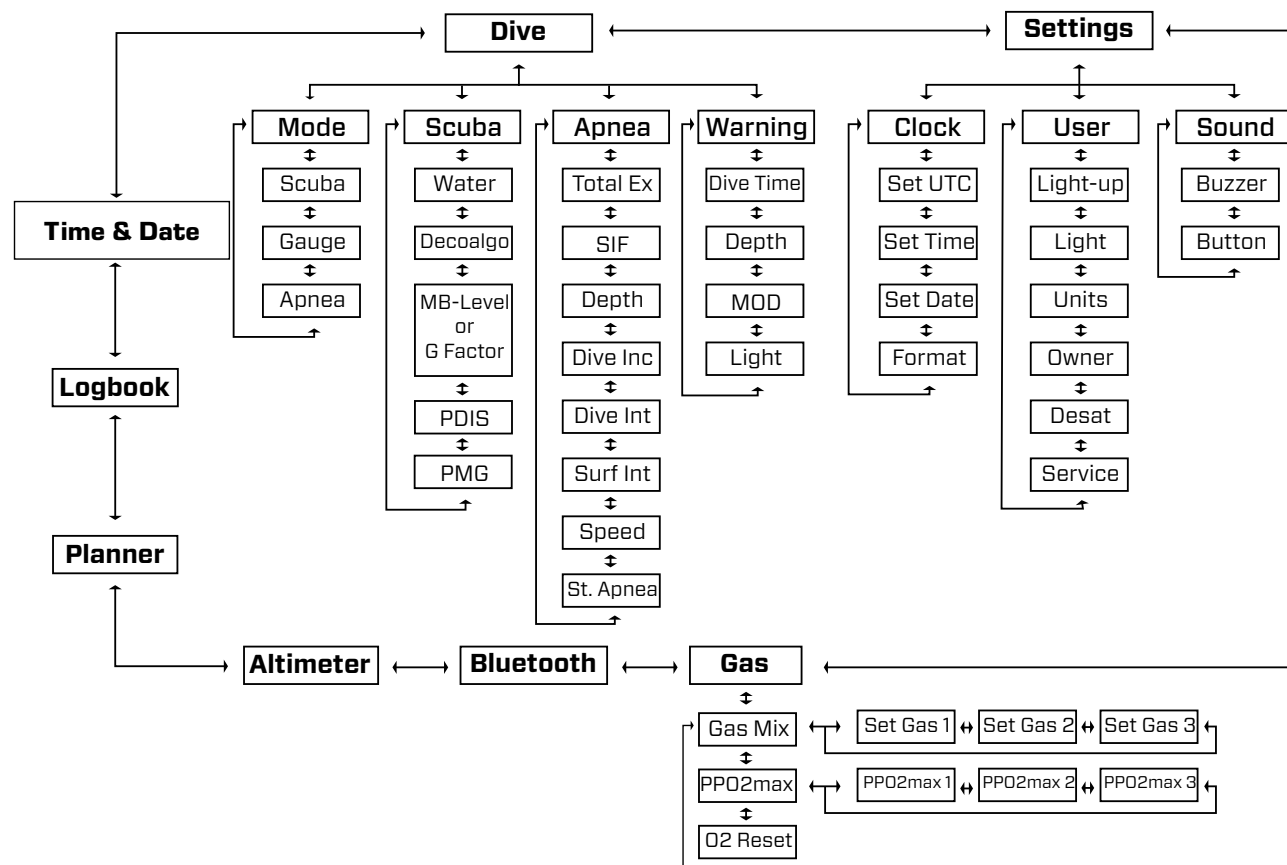 Dive
Settings
Mode
Scuba
Apnea
Warning
Clock
User
Sound
Scuba
Gauge
Apnea
Water
Decoalgo
MB-Level
or
G Factor
PDIS
PMG
Total Ex
SIF
Depth
Dive Inc
Dive Int
Surf Int
Speed
St. Apnea
Dive Time
Depth
MOD
Light
Set UTC
Set Time
Set Date
Format
Light-up
Light
Units
Owner
Desat
Service
Buzzer
Button
Time & Date
Logbook
Planner
Altimeter
Bluetooth
Gas
Gas Mix
Set Gas 1
Set Gas 2
Set Gas 3
PPO2max
PPO2max 1
PPO2max 2
PPO2max 3
O2 Reset